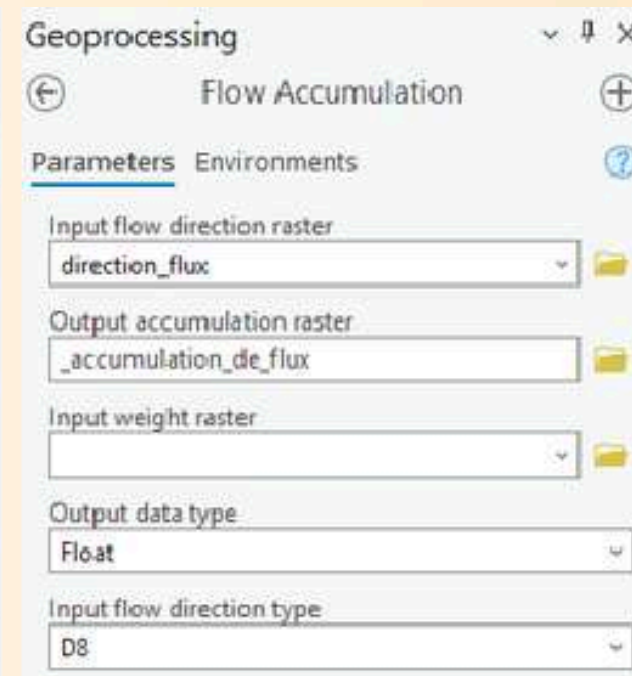 Geoprocessing
Flow Accumulation
Parameters Environments
Input flow direction raster
direction_flux
Output accumulation raster
_accumulation_de_flux
Input weight raster
Output data type
Float
Input flow direction type
D8